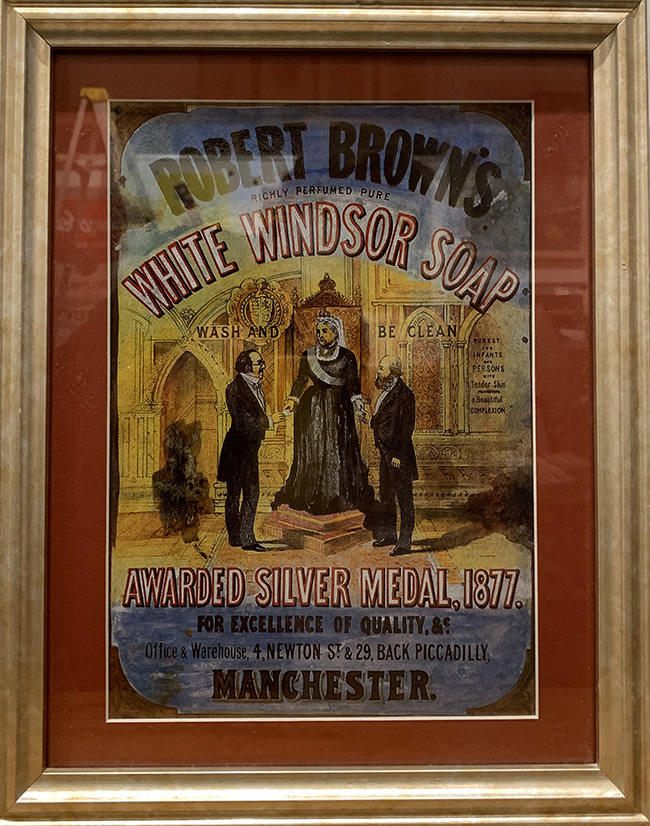 ROBERT BROWN'S
RICHLY PERFUMED PURE
WHITE WINDSOR SOAP
WASH AND BE CLEAN
PUREST
FOR
INFANTS
AND
PERSONS
WITH
Tender Skin
a Beautiful
COMPLEXION
AWARDED SILVER MEDAL, 1877.
FOR EXCELLENCE OF QUALITY, &c
Office & Warehouse, 4, NEWTON ST & 29, BACK PICCADILLY,
MANCHESTER.